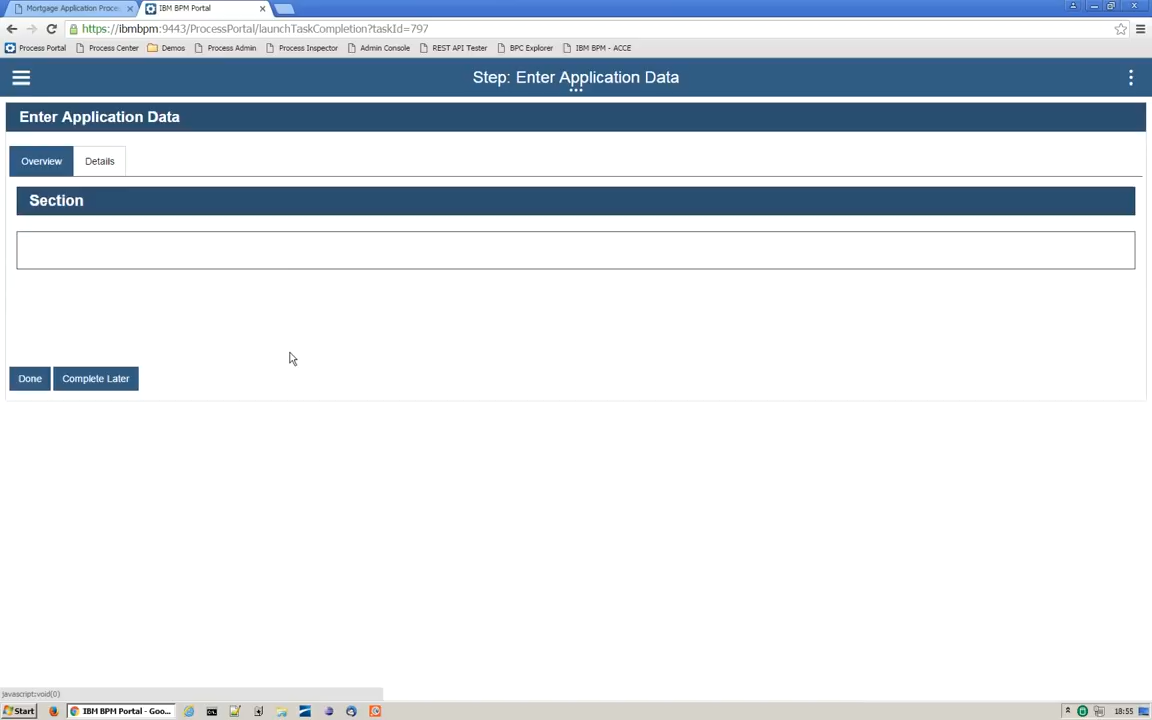 Mortgage Application Proce
IBM BPM Portal
https://ibmbpm:9443/ProcessPortal/launchTaskCompletion?taskId=797
Process Portal
Process Center
Demos
Process Admin
Process Inspector
Admin Console
REST API Tester
BPC Explorer
IBM BPM - ACCE
Step: Enter Application Data
Enter Application Data
Overview
Details
Section
Done
Complete Later
javascript:void(0)
Start
IBM BPM Portal - Goo...
18:55